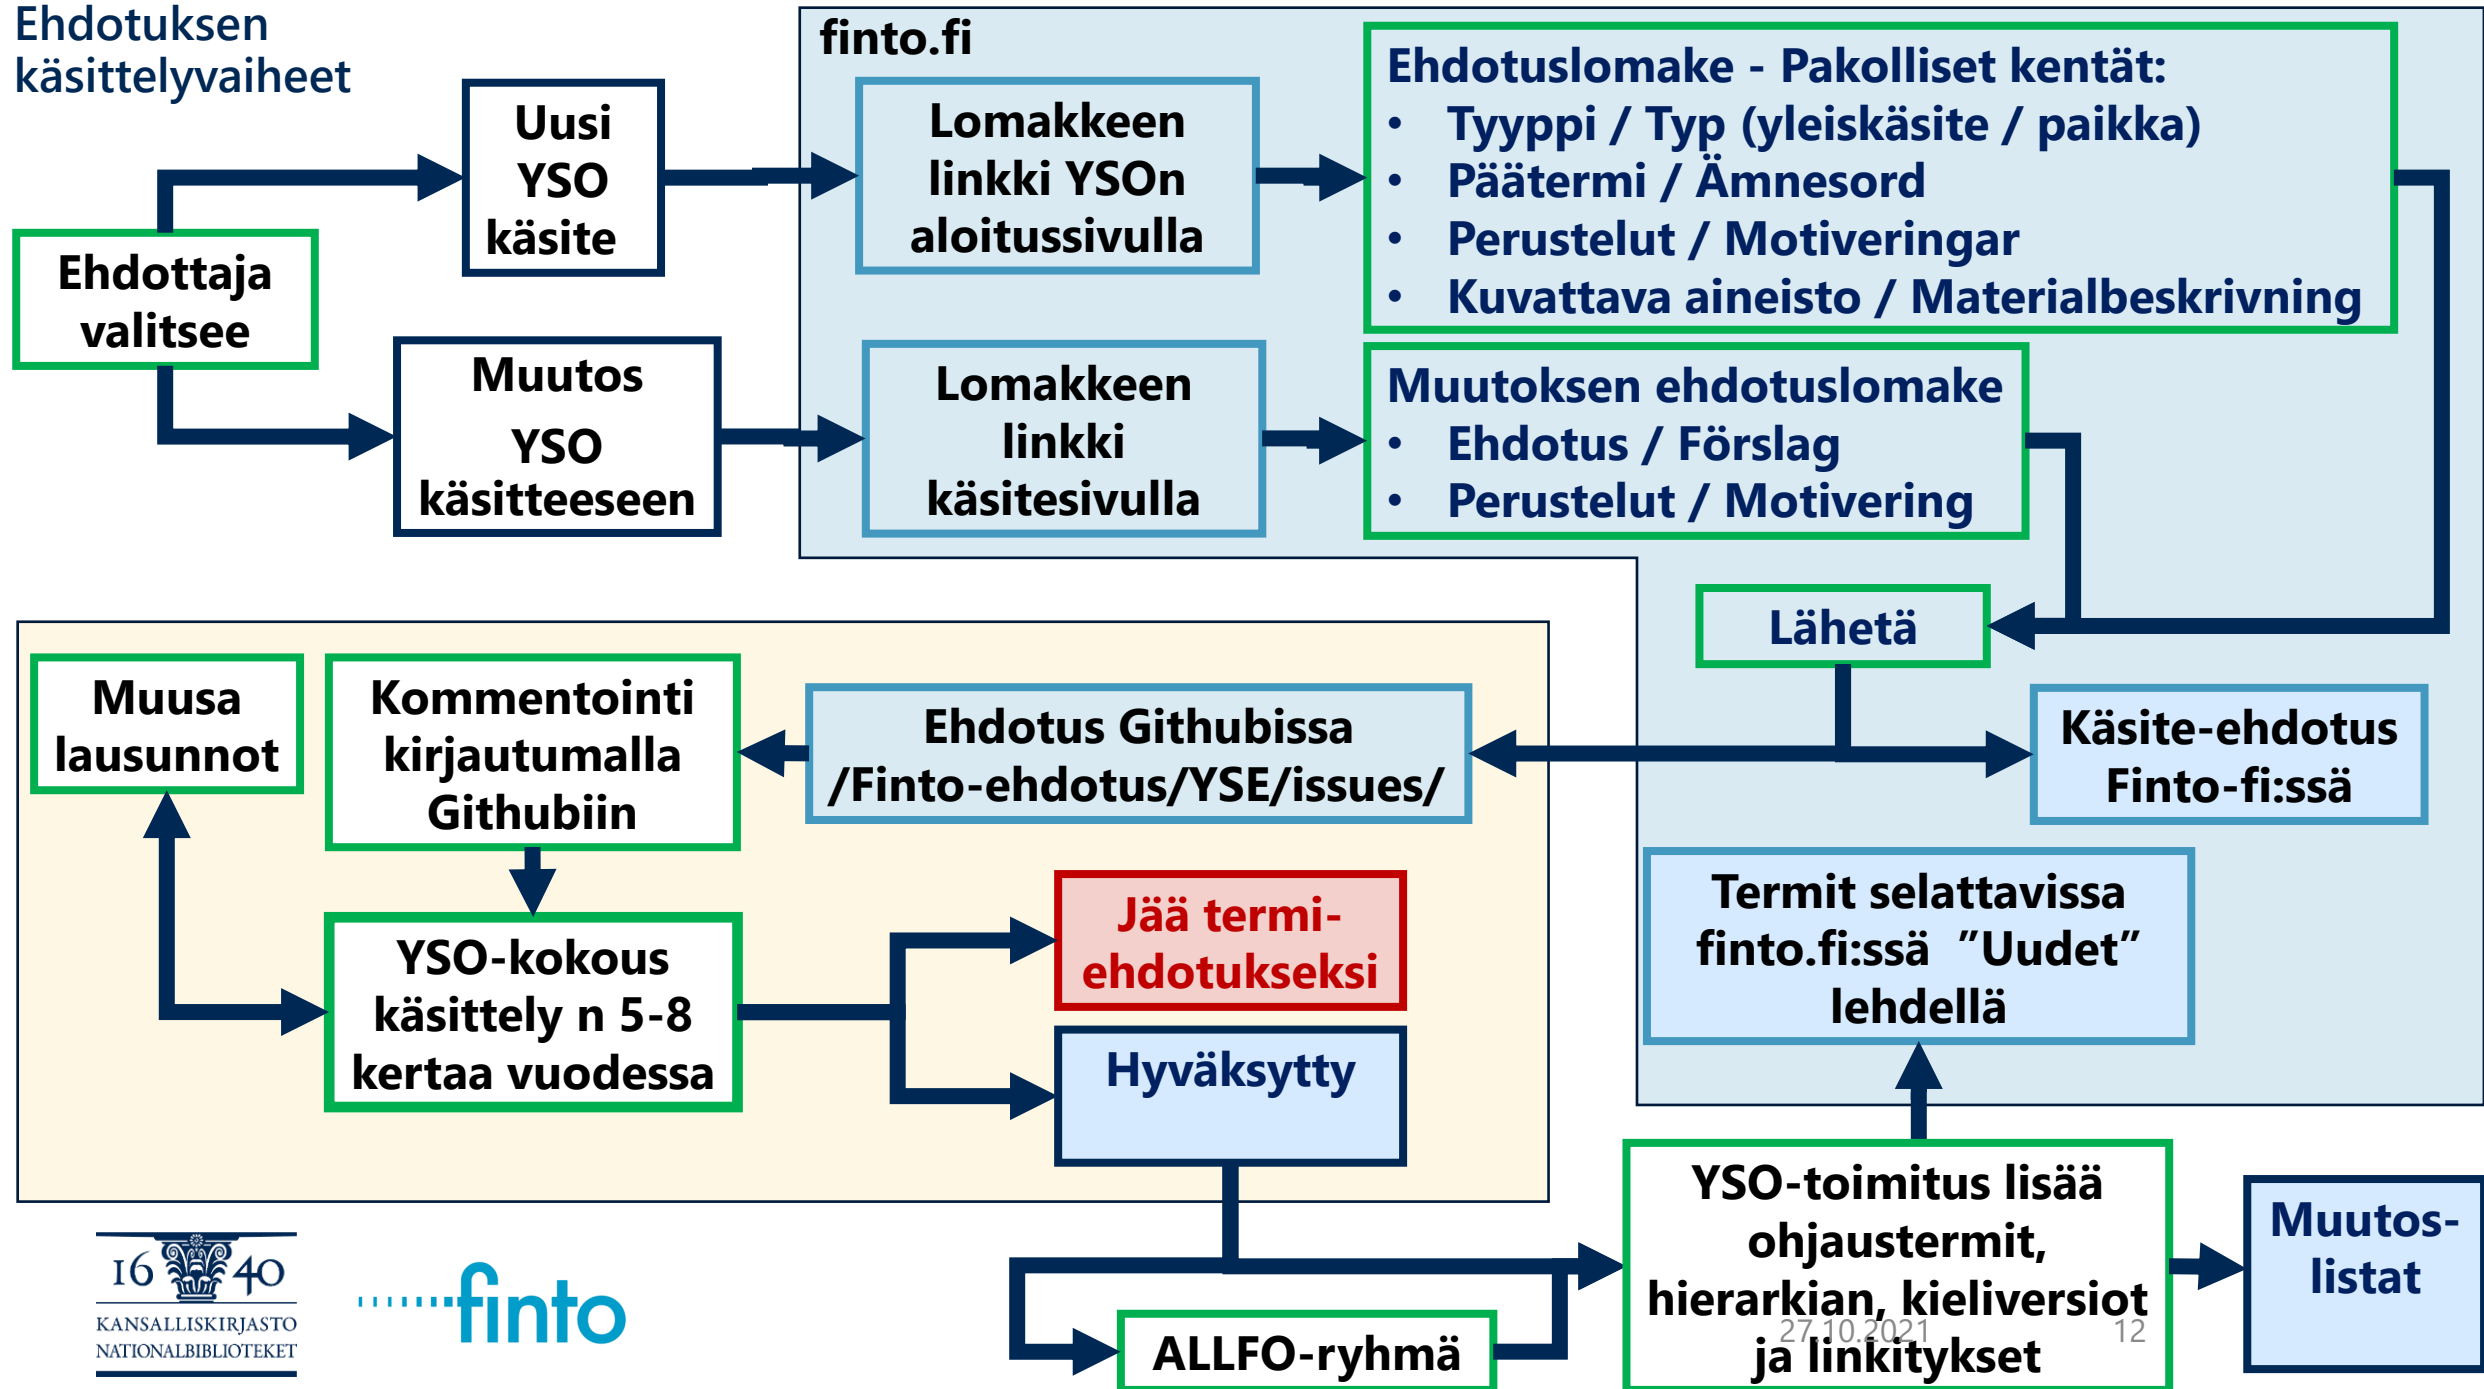 Ehdotuksen
käsittelyvaiheet
finto.fi
Ehdottaja
valitsee
Uusi
YSO
käsite
Lomakkeen
linkki YSOn
aloitussivulla
Ehdotuslomake - Pakolliset kentät:
• Tyyppi / Typ (yleiskäsite / paikka)
• Päätermi / Ämnesord
• Perustelut / Motiveringar
• Kuvattava aineisto / Materialbeskrivning
Muutos
YSO
käsitteeseen
Lomakkeen
linkki
käsitesivulla
Muutoksen ehdotuslomake
• Ehdotus / Förslag
• Perustelut / Motivering
Lähetä
Käsite-ehdotus
Finto-fi:ssä
Ehdotus Githubissa
/Finto-ehdotus/YSE/issues/
Kommentointi
kirjautumalla
Githubiin
Muusa
lausunnot
YSO-kokous
käsittely n 5-8
kertaa vuodessa
Jää termi-
ehdotukseksi
Hyväksytty
ALLFO-ryhmä
YSO-toimitus lisää
ohjaustermit,
hierarkian, kieliversiot
ja linkitykset
Termit selattavissa
finto.fi:ssä ”Uudet”
lehdellä
Muutos-
listat
16 40
KANSALLISKIRJASTO
NATIONALBIBLIOTEKET
finto
27.10.2021
12